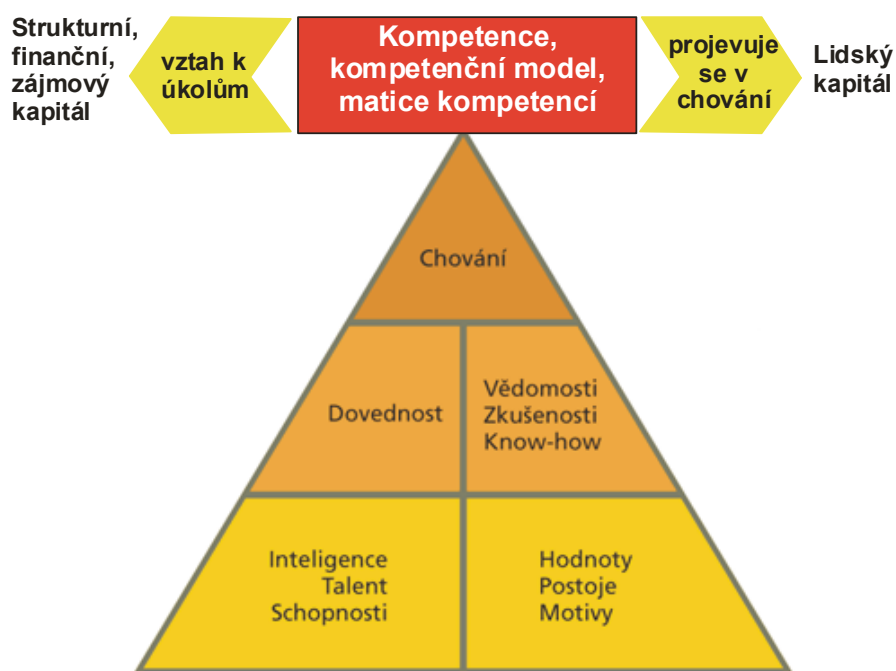 Strukturní,
finanční,
zájmový
kapitál
vztah k
úkolům
Kompetence,
kompetenční model,
matice kompetencí
projevuje
se v
chování
Lidský
kapitál
Chování
Dovednost
Vědomosti
Zkušenosti
Know-how
Inteligence
Talent
Schopnosti
Hodnoty
Postoje
Motivy